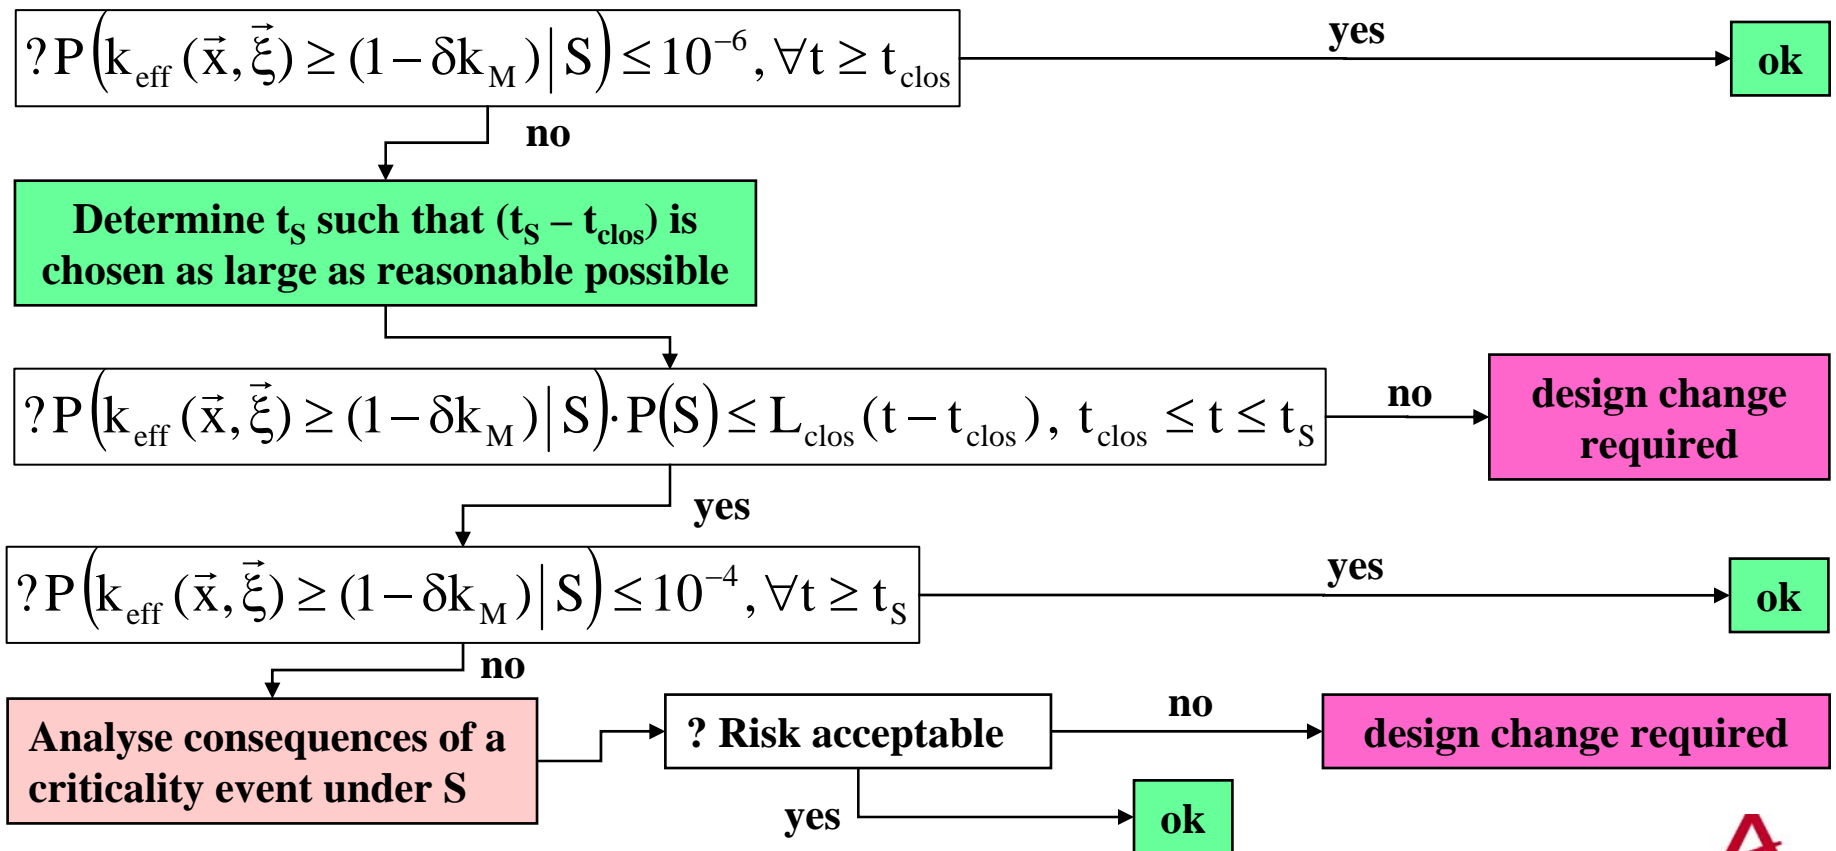 ? P(k_eff (x⃗, ξ⃗) ≥ (1 − δk_M) | S) ≤ 10⁻⁶, ∀t ≥ t_clos
yes
ok
no
Determine t_S such that (t_S – t_clos) is
chosen as large as reasonable possible
? P(k_eff (x⃗, ξ⃗) ≥ (1 − δk_M) | S)·P(S) ≤ L_clos (t − t_clos), t_clos ≤ t ≤ t_S
no
design change
required
yes
? P(k_eff (x⃗, ξ⃗) ≥ (1 − δk_M) | S) ≤ 10⁻⁴, ∀t ≥ t_S
yes
ok
no
Analyse consequences of a
criticality event under S
? Risk acceptable
no
design change required
yes
ok